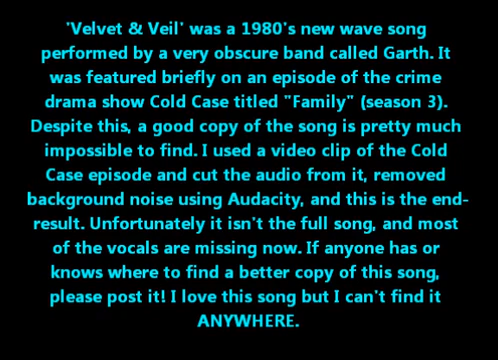 'Velvet & Veil' was a 1980's new wave song
performed by a very obscure band called Garth. It
was featured briefly on an episode of the crime
drama show Cold Case titled "Family" (season 3).
Despite this, a good copy of the song is pretty much
impossible to find. I used a video clip of the Cold
Case episode and cut the audio from it, removed
background noise using Audacity, and this is the end-
result. Unfortunately it isn't the full song, and most
of the vocals are missing now. If anyone has or
knows where to find a better copy of this song,
please post it! I love this song but I can't find it
ANYWHERE.